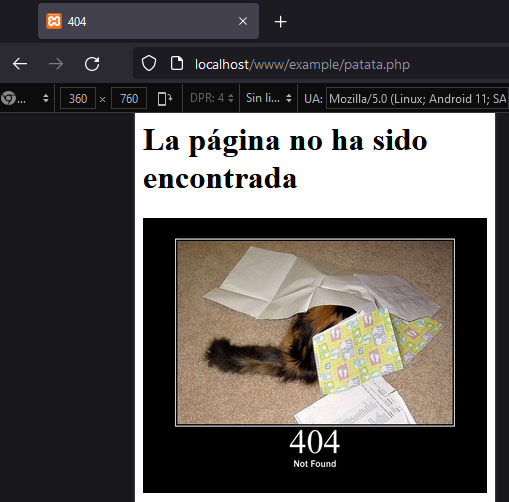 404
localhost/www/example/patata.php
... 360 × 760 DPR: 4 Sin li... UA: Mozilla/5.0 (Linux; Android 11; SA
La página no ha sido
encontrada
404
Not Found